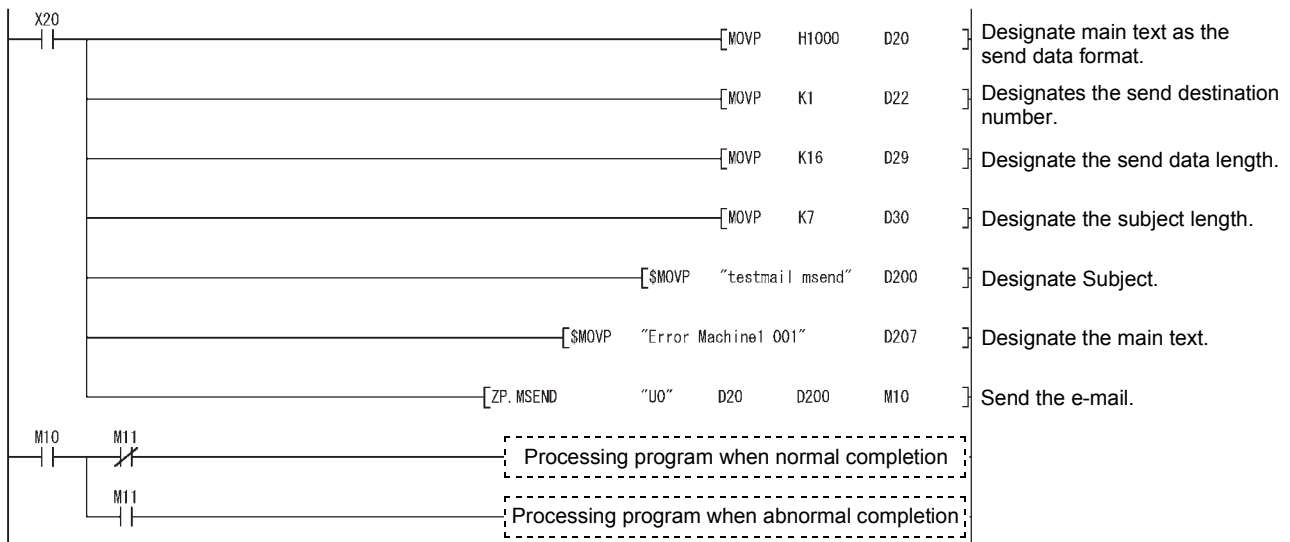 X20
[MOVP H1000 D20 ] Designate main text as the
send data format.
[MOVP K1 D22 ] Designates the send destination
number.
[MOVP K16 D29 ] Designate the send data length.
[MOVP K7 D30 ] Designate the subject length.
[$MOVP "testmail msend" D200 ] Designate Subject.
[$MOVP "Error Machine1 001" D207 ] Designate the main text.
[ZP.MSEND "U0" D20 D200 M10 ] Send the e-mail.
M10 M11
Processing program when normal completion
M11
Processing program when abnormal completion